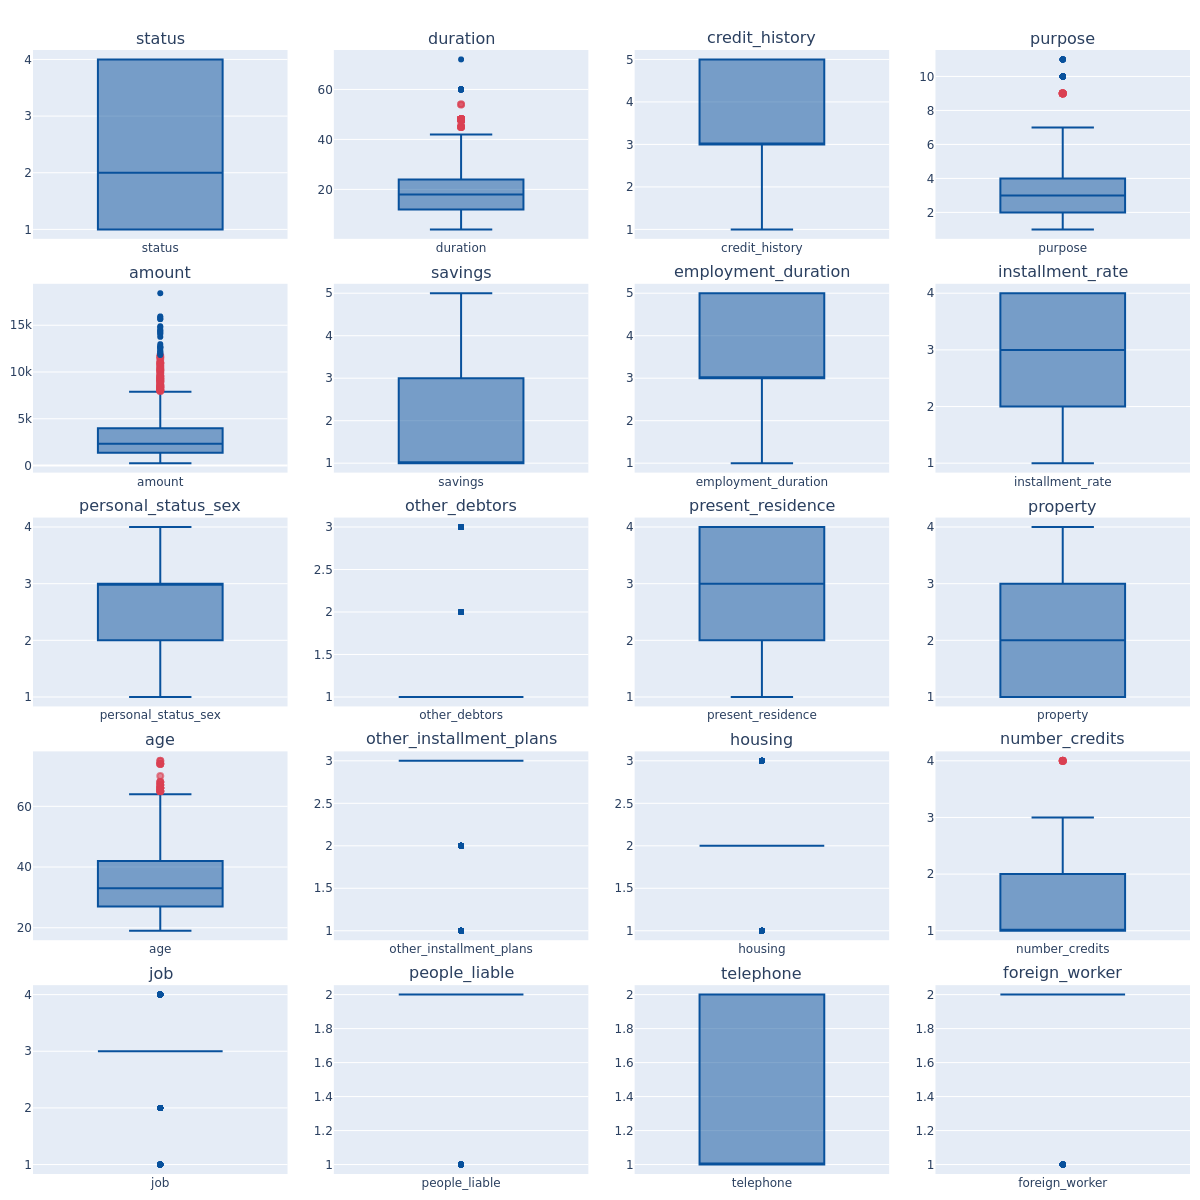 status
duration
credit_history
purpose
4
3
2
1
status
60
40
20
duration
5
4
3
2
1
credit_history
10
8
6
4
2
purpose
amount
savings
employment_duration
installment_rate
15k
10k
5k
0
amount
5
4
3
2
1
savings
5
4
3
2
1
employment_duration
4
3
2
1
installment_rate
personal_status_sex
other_debtors
present_residence
property
4
3
2
1
personal_status_sex
3
2.5
2
1.5
1
other_debtors
4
3
2
1
present_residence
4
3
2
1
property
age
other_installment_plans
housing
number_credits
60
40
20
age
3
2.5
2
1.5
1
other_installment_plans
3
2.5
2
1.5
1
housing
4
3
2
1
number_credits
job
people_liable
telephone
foreign_worker
4
3
2
1
job
2
1.8
1.6
1.4
1.2
1
people_liable
2
1.8
1.6
1.4
1.2
1
telephone
2
1.8
1.6
1.4
1.2
1
foreign_worker